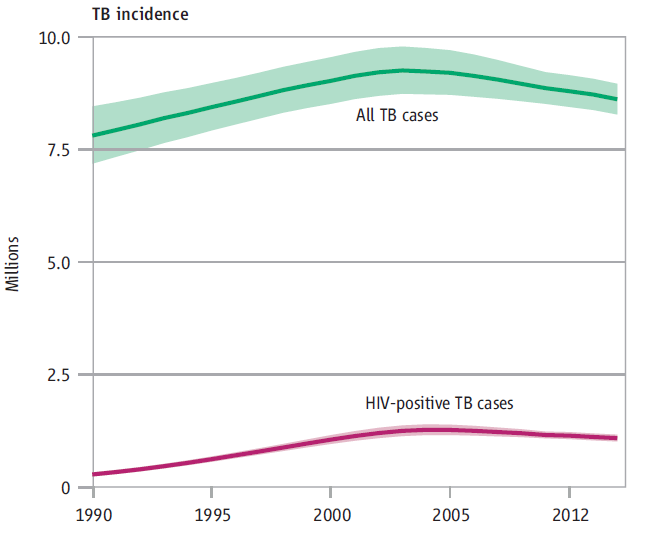 TB incidence
10.0
All TB cases
7.5
Millions
5.0
2.5
HIV-positive TB cases
0
1990 1995 2000 2005 2012